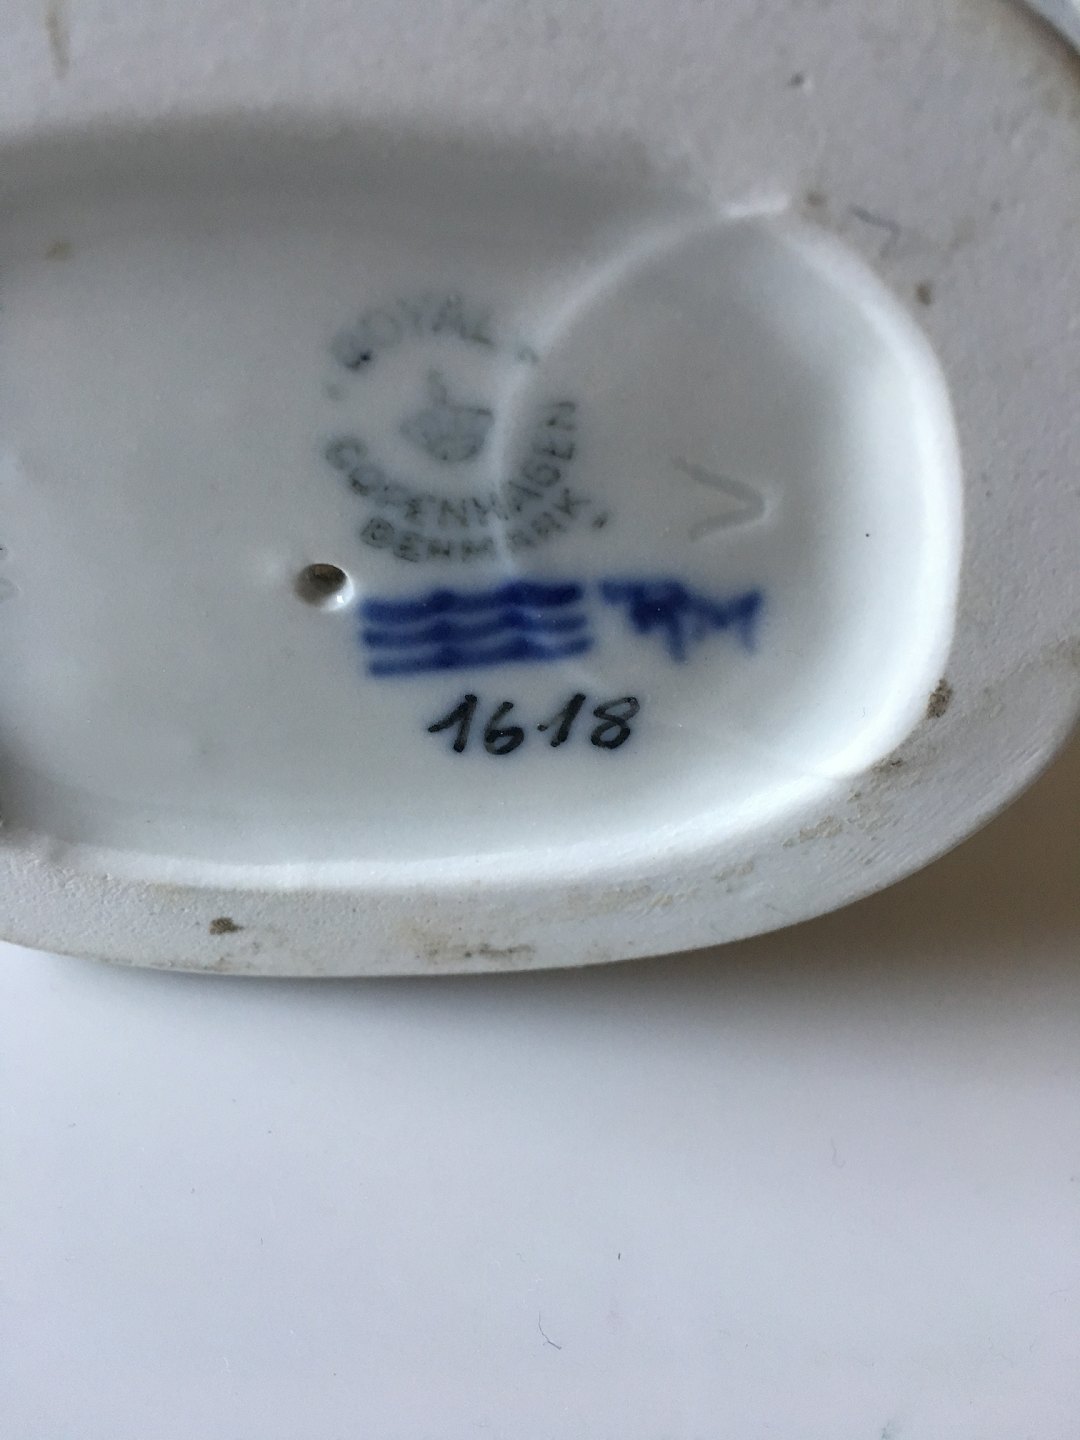 ROYAL
COPENHAGEN
DENMARK
1618